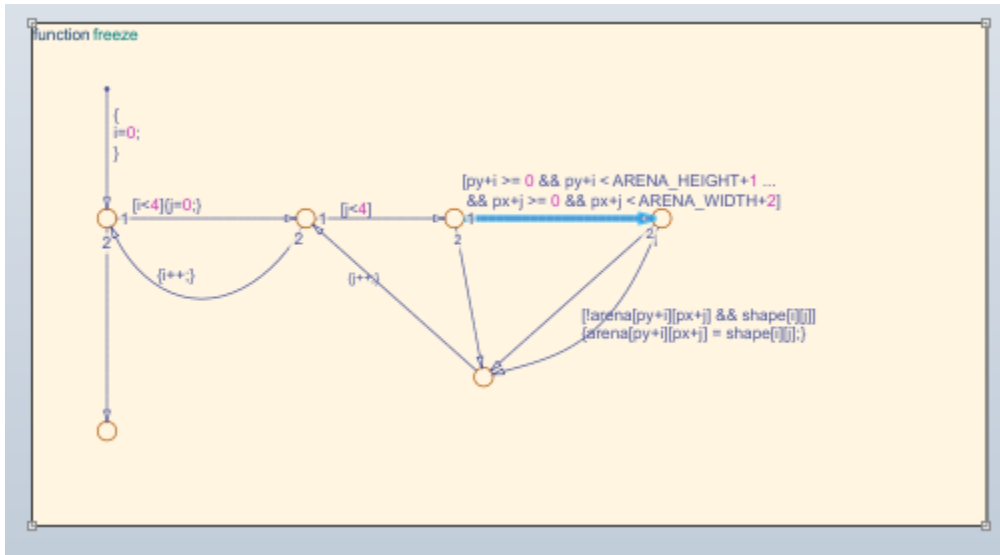 function freeze
{
i=0;
}
[py+i >= 0 && py+i < ARENA_HEIGHT+1 ...
&& px+j >= 0 && px+j < ARENA_WIDTH+2]
[i<4]{j=0;}
[j<4]
1
1
1
2
2
2
2
1
{i++;}
{j++;}
[!arena[py+i][px+j] && shape[i][j]]
{arena[py+i][px+j] = shape[i][j];}